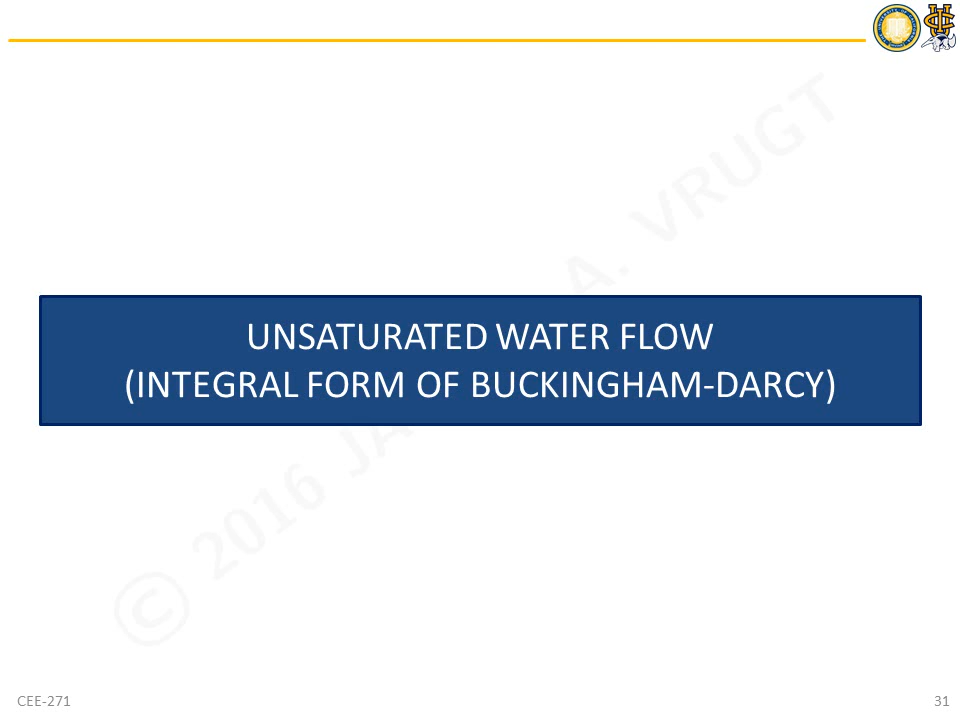 UNSATURATED WATER FLOW
(INTEGRAL FORM OF BUCKINGHAM-DARCY)
© 2016 JA
A. VRUGT
CEE-271
31